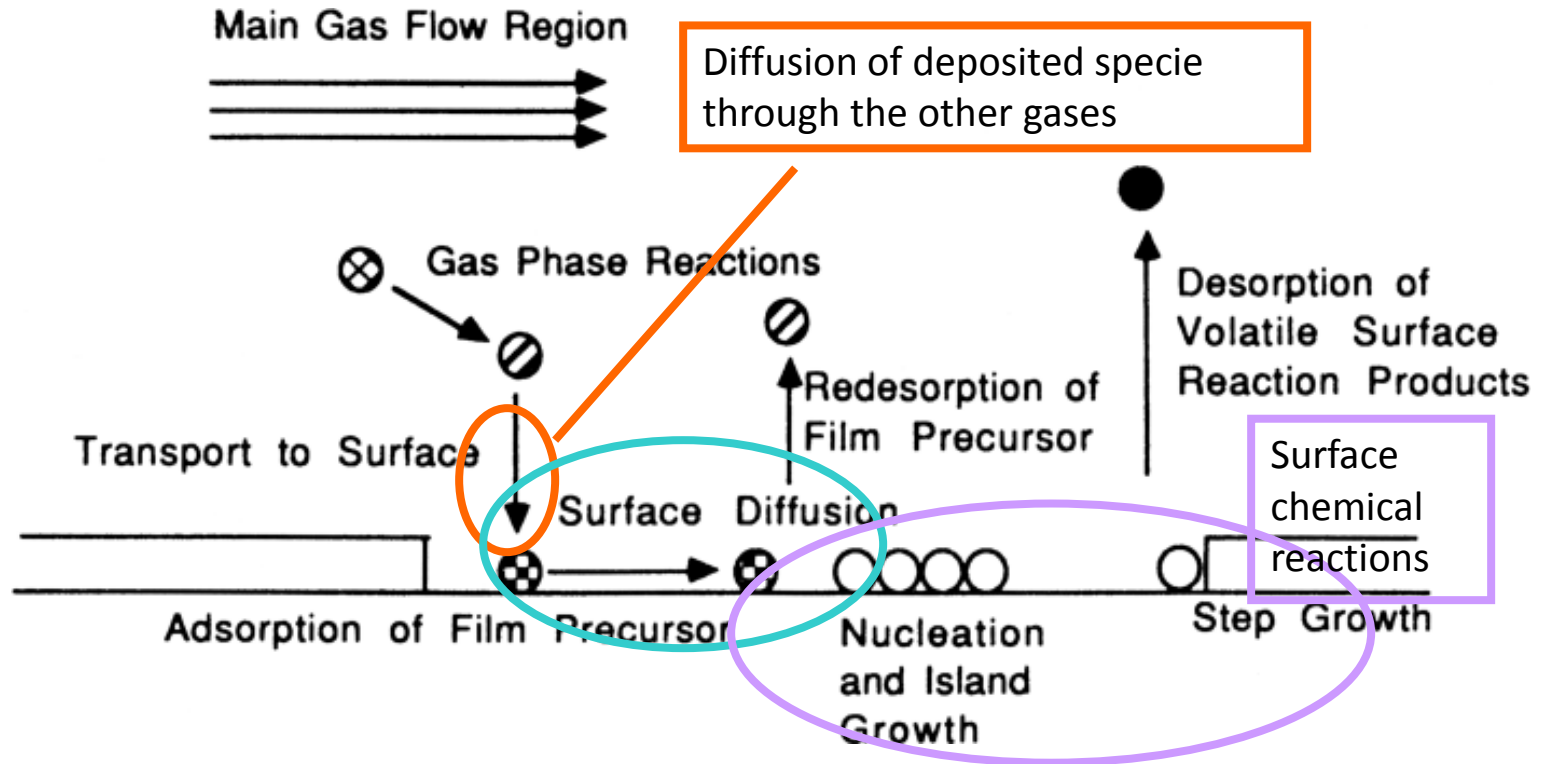 Main Gas Flow Region
Diffusion of deposited specie
through the other gases
Gas Phase Reactions
Desorption of
Volatile Surface
Reaction Products
Redesorption of
Film Precursor
Transport to Surface
Surface
chemical
reactions
Surface Diffusion
Adsorption of Film Precursor
Nucleation
and Island
Growth
Step Growth